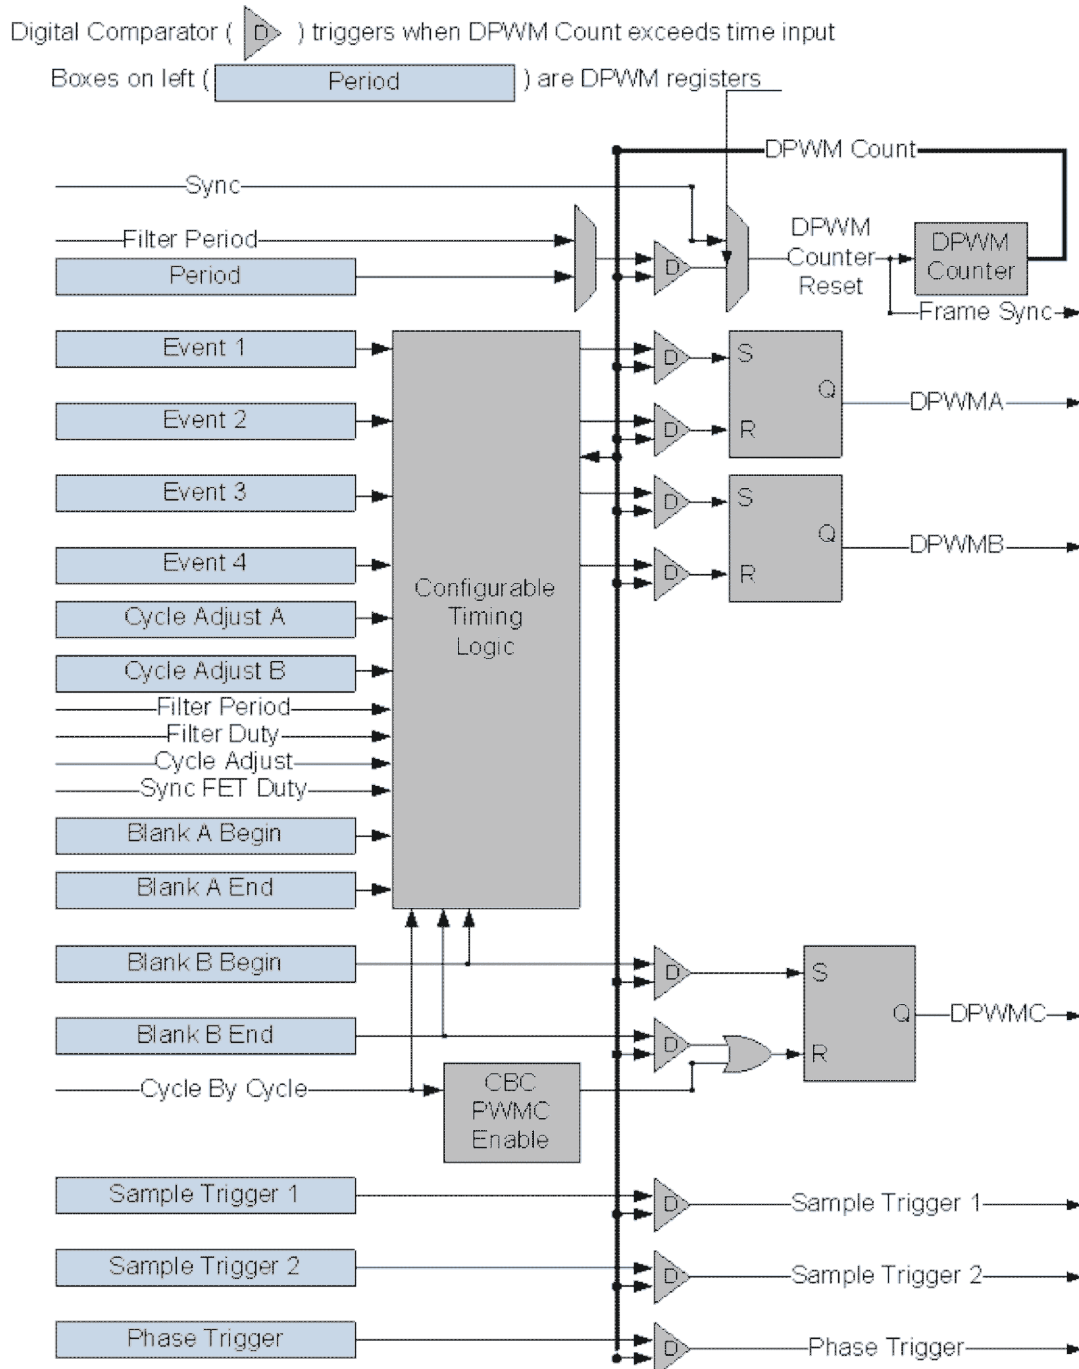 Digital Comparator ( D ) triggers when DPWM Count exceeds time input
Boxes on left ( Period ) are DPWM registers
DPWM Count
Sync
Filter Period
Period
D
DPWM
Counter
Reset
DPWM
Counter
Frame Sync
Event 1
D
S
Q
DPWMA
Event 2
D
R
Event 3
D
S
Q
DPWMB
Event 4
D
R
Configurable
Timing
Logic
Cycle Adjust A
Cycle Adjust B
Filter Period
Filter Duty
Cycle Adjust
Sync FET Duty
Blank A Begin
Blank A End
Blank B Begin
D
S
Q
DPWMC
Blank B End
D
R
Cycle By Cycle
CBC
PWMC
Enable
Sample Trigger 1
D
Sample Trigger 1
Sample Trigger 2
D
Sample Trigger 2
Phase Trigger
D
Phase Trigger